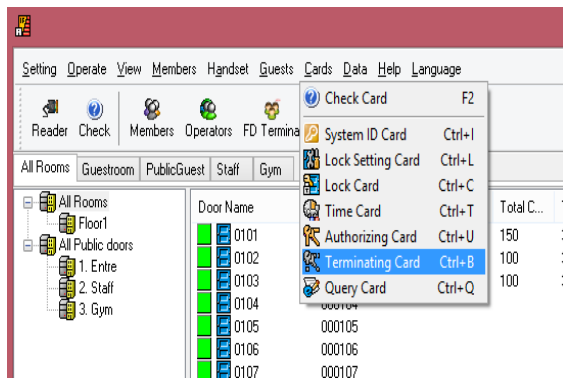 Setting Operate View Members Handset Guests Cards Data Help Language
Reader Check Members Operators FD Termina
Check Card F2
System ID Card Ctrl+I
Lock Setting Card Ctrl+L
Lock Card Ctrl+C
Time Card Ctrl+T
Authorizing Card Ctrl+U
Terminating Card Ctrl+B
Query Card Ctrl+Q
All Rooms Guestroom PublicGuest Staff Gym
All Rooms
Floor1
All Public doors
1. Entre
2. Staff
3. Gym
Door Name Total C...
0101 150
0102 100
0103 100
0104 000104
0105 000105
0106 000106
0107 000107